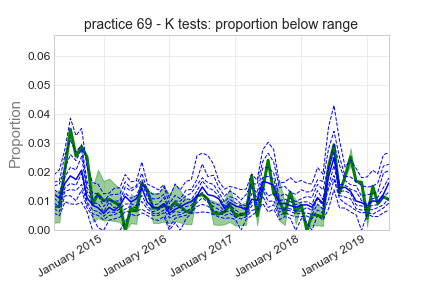 practice 69 - K tests: proportion below range
0.06
0.05
0.04
0.03
0.02
0.01
0.00
Proportion
January 2015
January 2016
January 2017
January 2018
January 2019